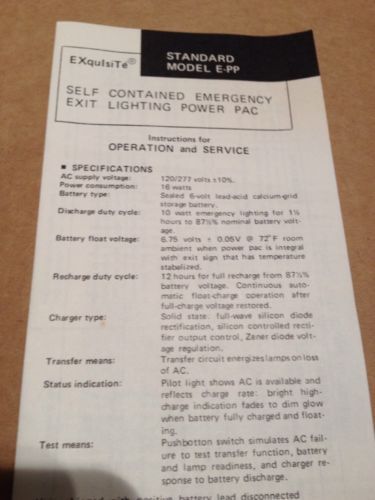 EXquIsiTe®
STANDARD
MODEL E-PP
SELF CONTAINED EMERGENCY
EXIT LIGHTING POWER PAC
Instructions for
OPERATION and SERVICE
■ SPECIFICATIONS
AC supply voltage: 120/277 volts ±10%.
Power consumption: 16 watts
Battery type: Sealed 6-volt lead-acid calcium-grid
storage battery.
Discharge duty cycle: 10 watt emergency lighting for 1½
hours to 87½% nominal battery volt-
age.
Battery float voltage: 6.75 volts ± 0.05V @ 72°F room
ambient when power pac is integral
with exit sign that has temperature
stabelized.
Recharge duty cycle: 12 hours for full recharge from 87½%
battery voltage. Continuous auto-
matic float-charge operation after
full-charge voltage restored.
Charger type: Solid state: full-wave silicon diode
rectification, silicon controlled recti-
fier output control, Zener diode volt-
age regulation.
Transfer means: Transfer circuit energizes lamps on loss
of AC.
Status indication: Pilot light shows AC is available and
reflects charge rate: bright high-
charge indication fades to dim glow
when battery fully charged and float-
ing.
Test means: Pushbotton switch simulates AC fail-
ure to test transfer function, battery
and lamp readiness, and charger re-
sponse to battery discharge.
with positive battery lead disconnected